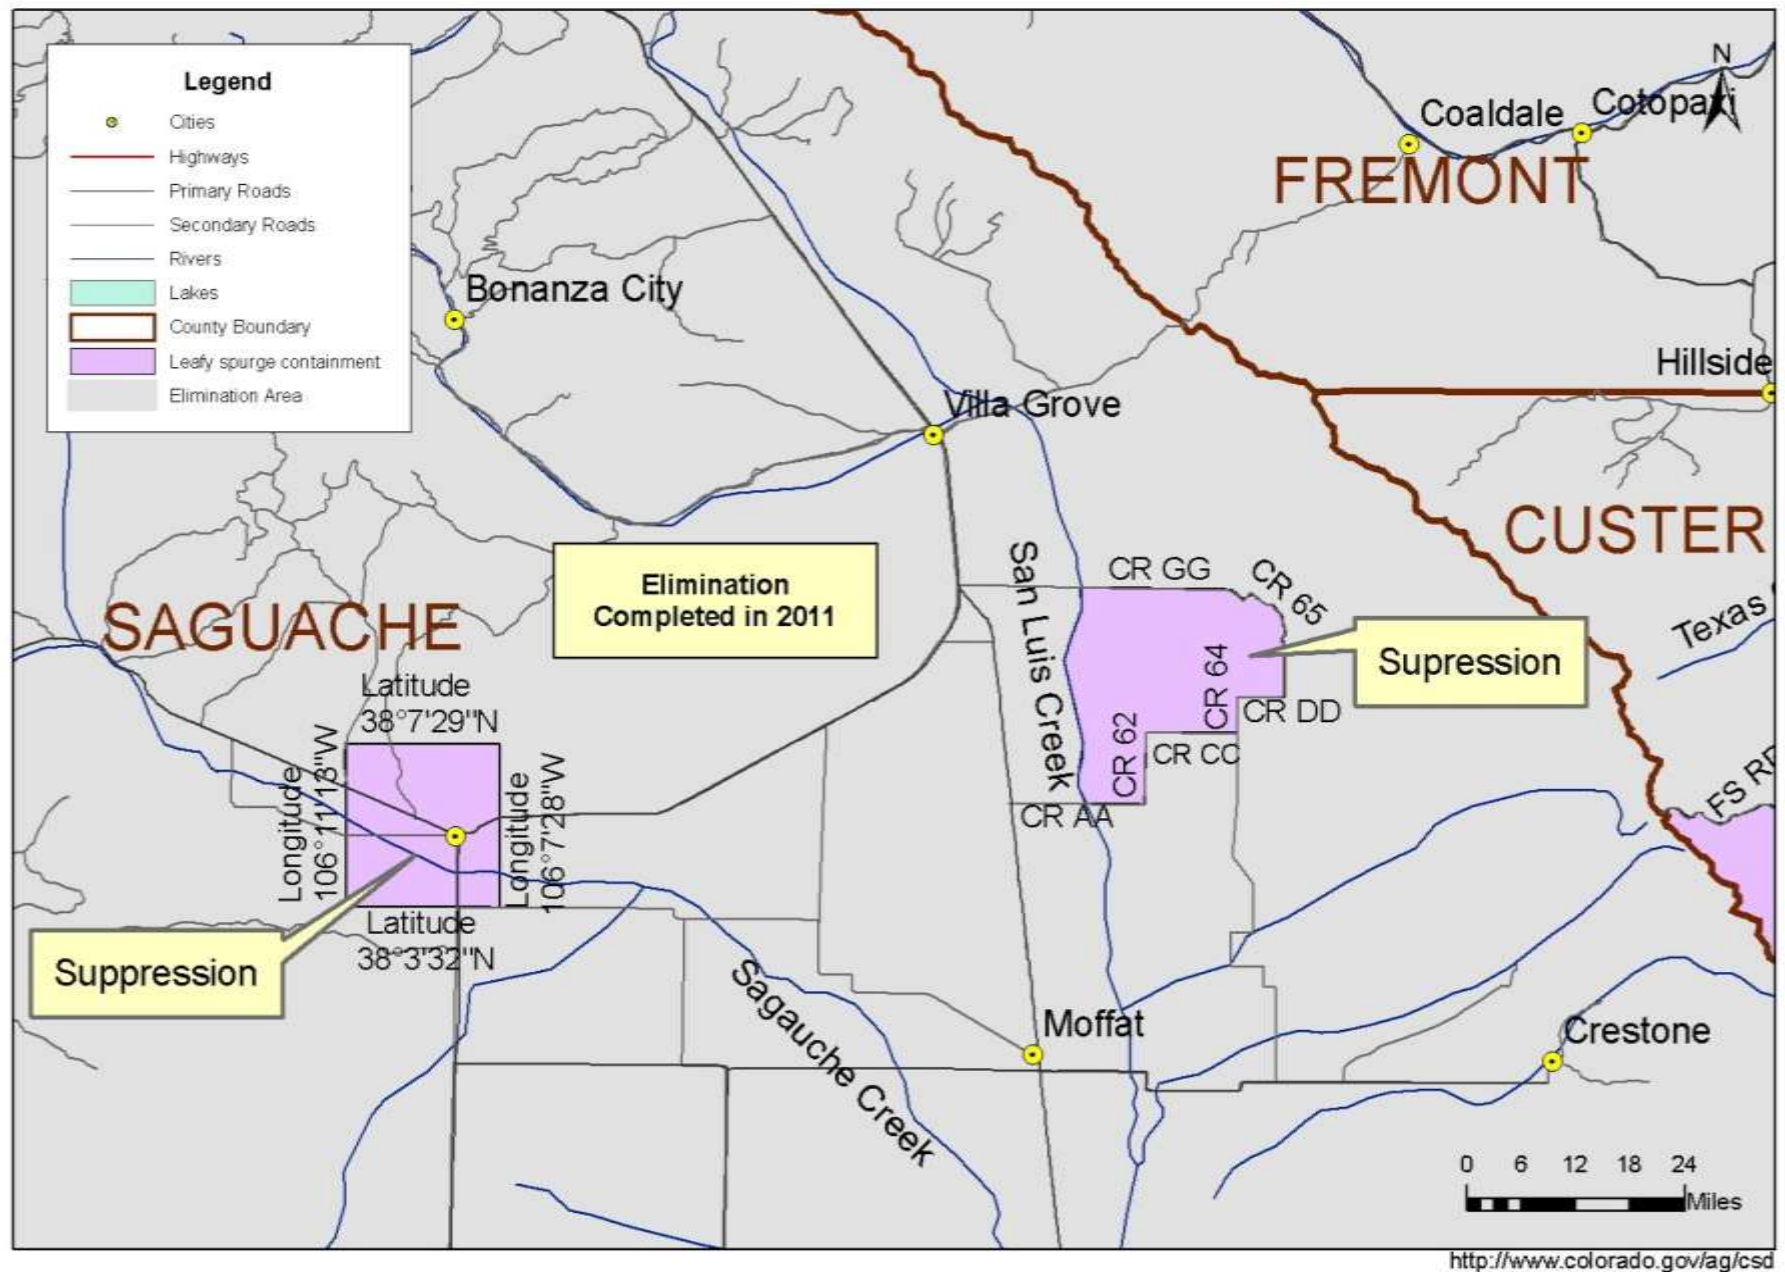 Legend
Cities
Highways
Primary Roads
Secondary Roads
Rivers
Lakes
County Boundary
Leafy spurge containment
Elimination Area
N
Coaldale
Cotopaxi
FREMONT
Bonanza City
Hillside
Villa Grove
CUSTER
Elimination
Completed in 2011
San Luis Creek
CR GG
CR 65
Texas
SAGUACHE
Supression
CR 64
CR DD
CR 62
CR CC
CR AA
FS RD
Latitude
38°7'29"N
Longitude
106°11'13"W
Longitude
106°7'28"W
Latitude
38°3'32"N
Suppression
Sagauche Creek
Moffat
Crestone
0 6 12 18 24
Miles
http://www.colorado.gov/ag/csd